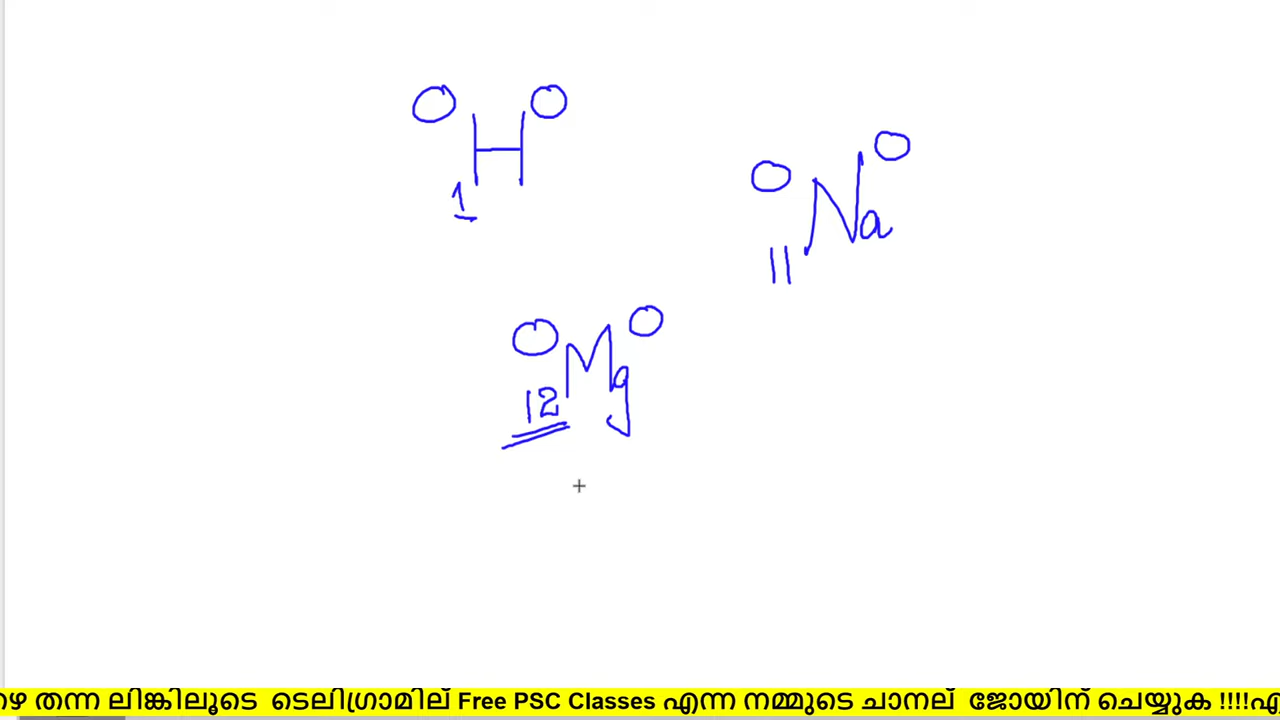 O H O
1
O Na O
11
O Mg O
12
ഴെ തന്ന ലിങ്കിലൂടെ ടെലിഗ്രാമില് Free PSC Classes എന്ന നമ്മുടെ ചാനല് ജോയിന് ചെയ്യുക !!!!എ